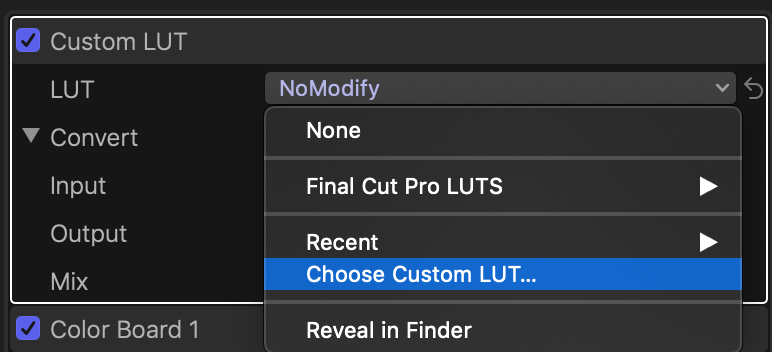 Custom LUT
LUT
NoModify
Convert
None
Input
Final Cut Pro LUTS
Output
Recent
Mix
Choose Custom LUT...
Color Board 1
Reveal in Finder